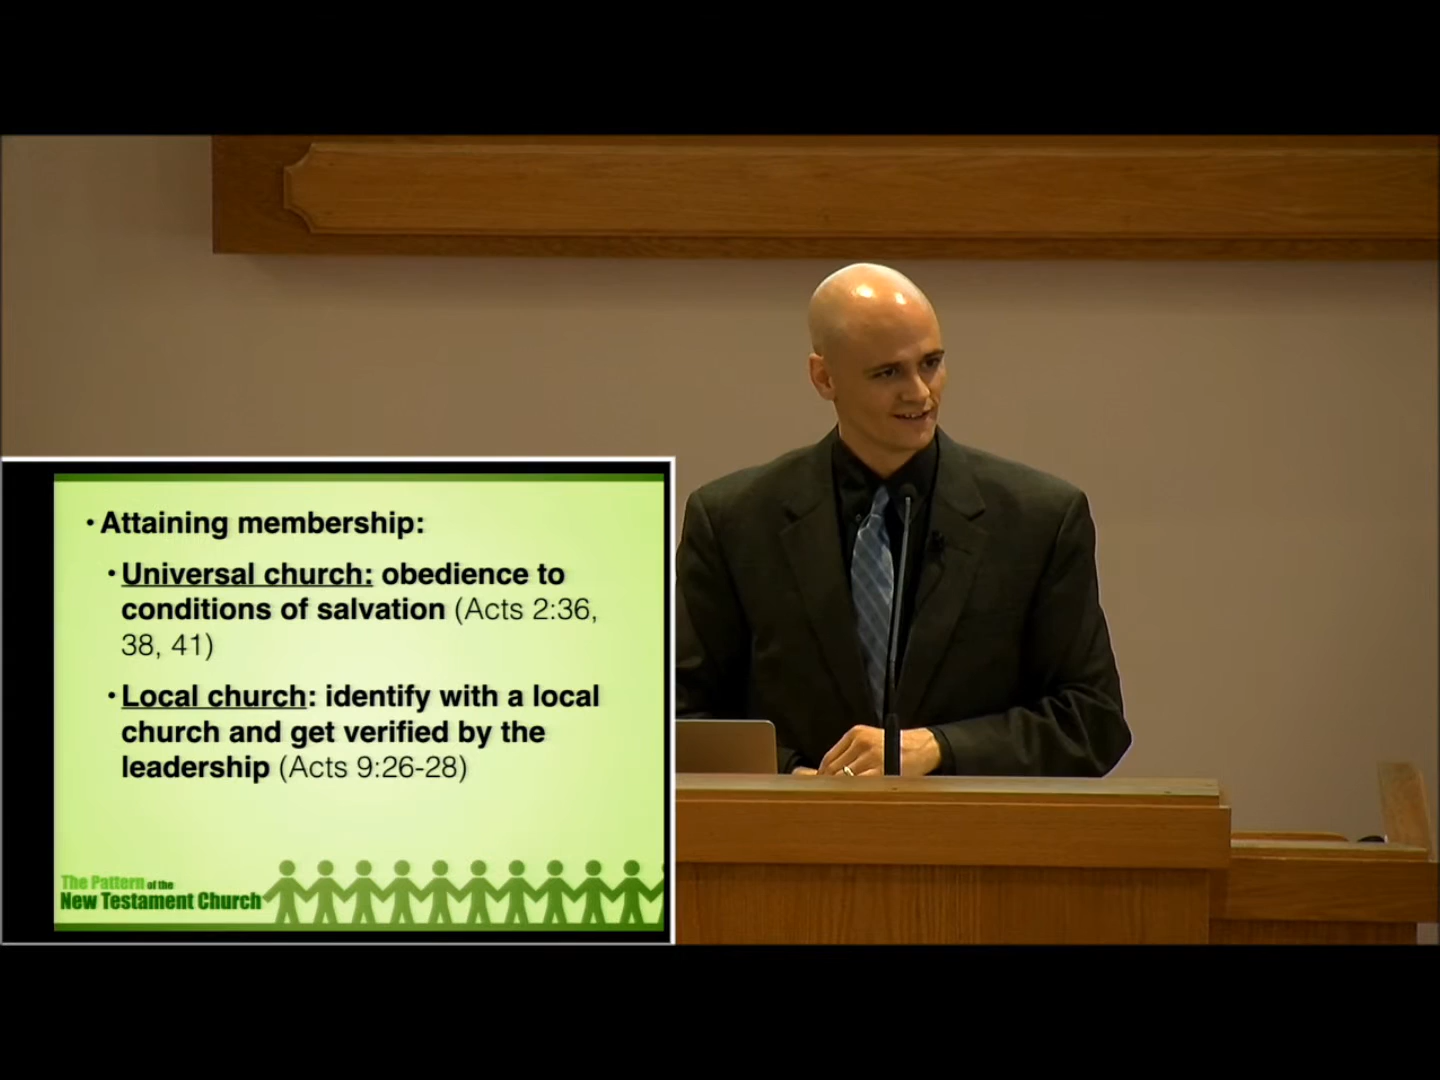 • Attaining membership:
• Universal church: obedience to
conditions of salvation (Acts 2:36,
38, 41)
• Local church: identify with a local
church and get verified by the
leadership (Acts 9:26-28)
The Pattern of the
New Testament Church